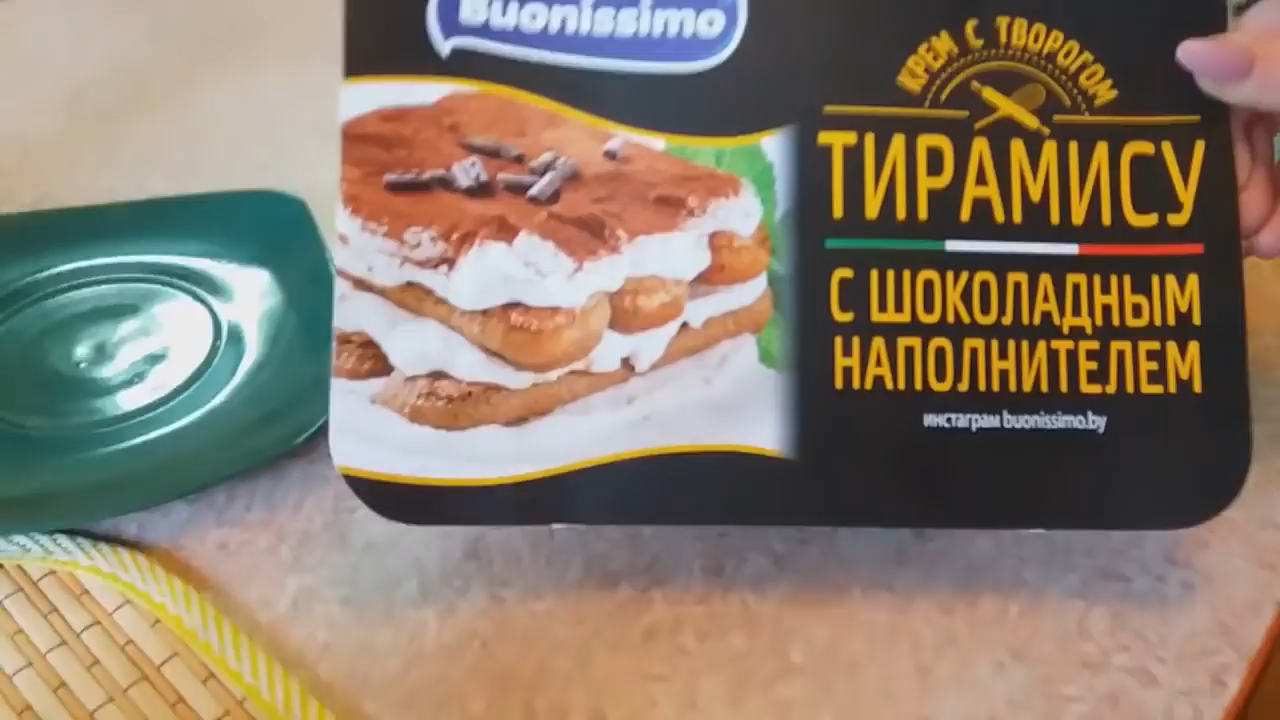 Buonissimo
КРЕМ С ТВОРОГОМ
ТИРАМИСУ
С ШОКОЛАДНЫМ
НАПОЛНИТЕЛЕМ
инстаграм buonissimo.by